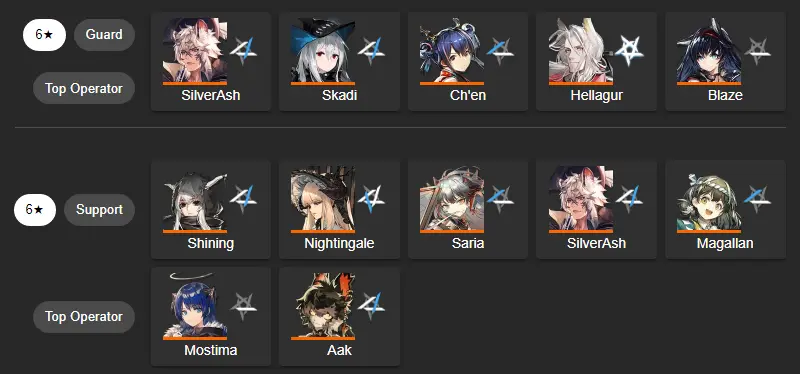 6★ Guard
Top Operator
SilverAsh Skadi Ch'en Hellagur Blaze
6★ Support
Shining Nightingale Saria SilverAsh Magallan
Top Operator
Mostima Aak